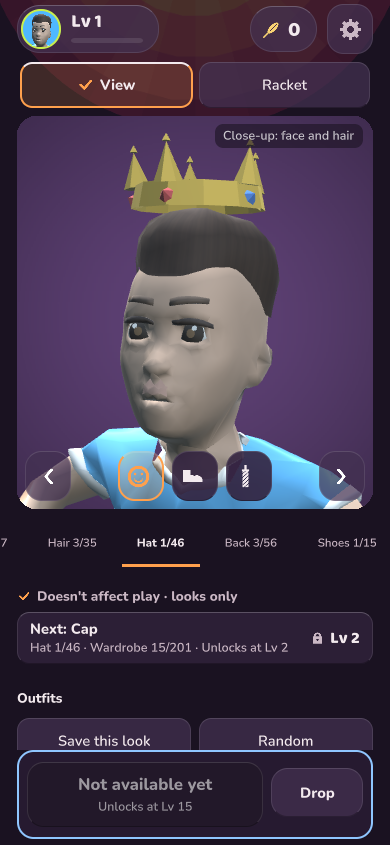 Lv 1
0
View
Racket
Close-up: face and hair
7
Hair 3/35
Hat 1/46
Back 3/56
Shoes 1/15
Doesn't affect play · looks only
Next: Cap
Hat 1/46 · Wardrobe 15/201 · Unlocks at Lv 2
Lv 2
Outfits
Save this look
Random
Not available yet
Unlocks at Lv 15
Drop